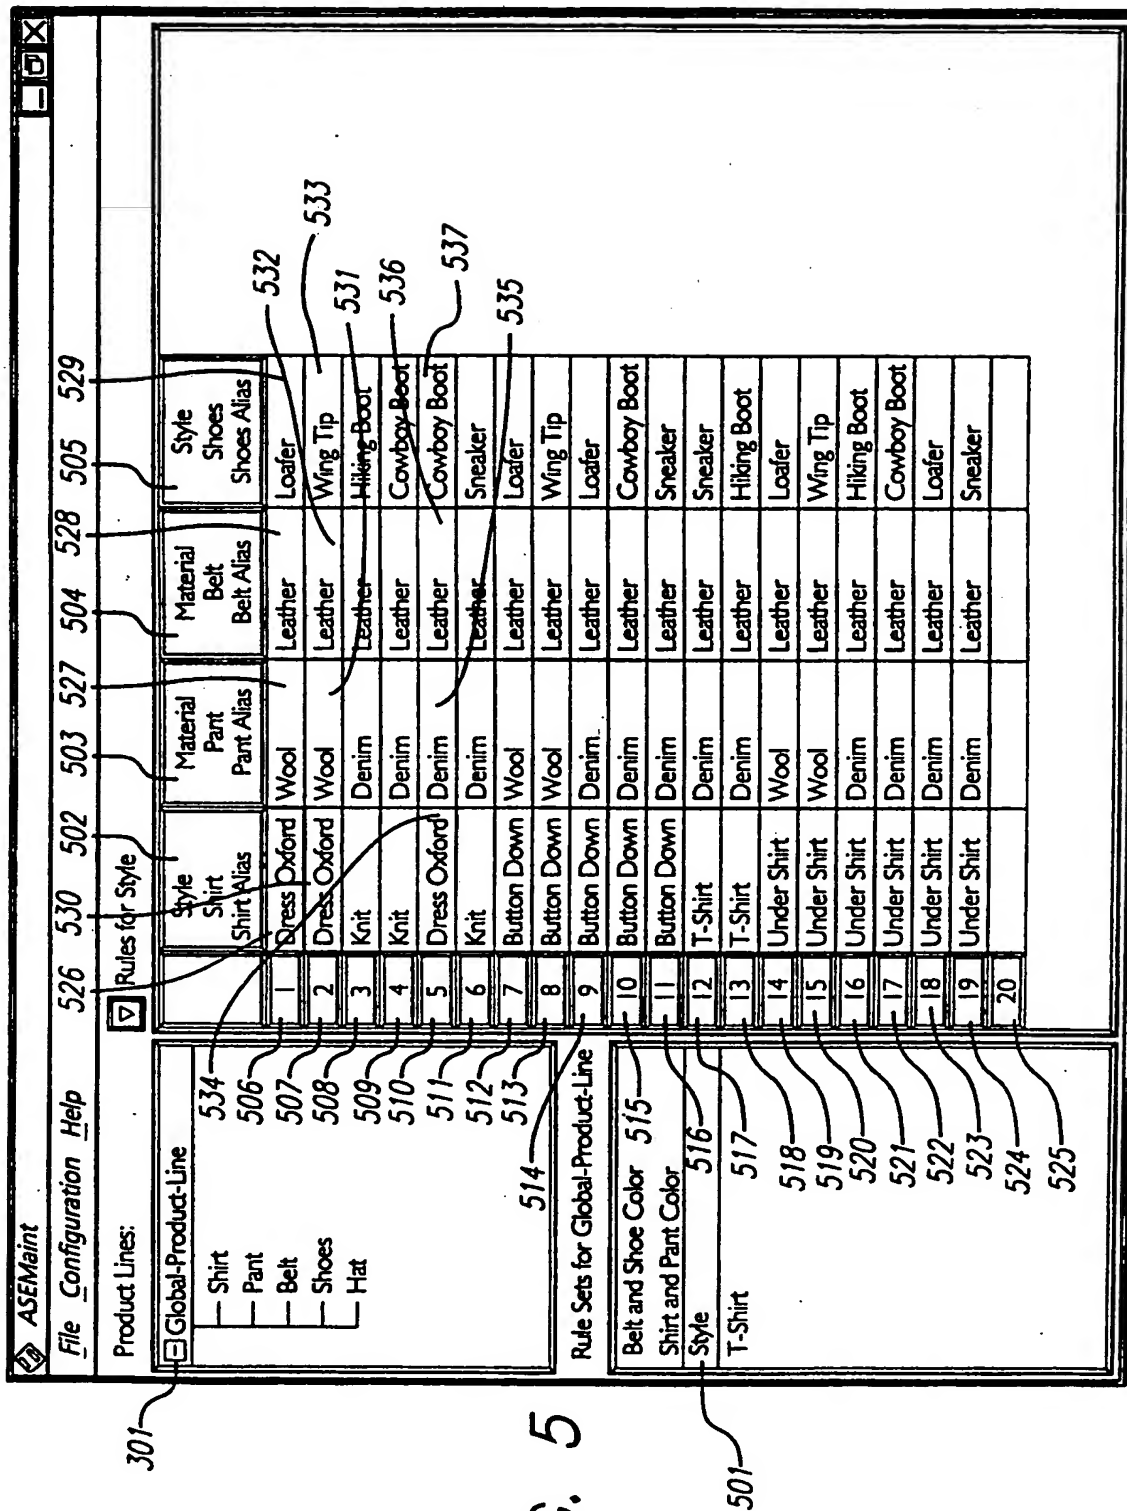 ASEMaint
File Configuration Help
Product Lines:
Global-Product-Line
Shirt
Pant
Belt
Shoes
Hat
Rule Sets for Global-Product-Line
Belt and Shoe Color
Shirt and Pant Color
Style
T-Shirt
Rules for Style
Style Shirt Shirt Alias
Material Pant Pant Alias
Material Belt Belt Alias
Style Shoes Shoes Alias
1 Dress Oxford Wool Leather Loafer
2 Dress Oxford Wool Leather Wing Tip
3 Knit Denim Leather Hiking Boot
4 Knit Denim Leather Cowboy Boot
5 Dress Oxford Denim Leather Cowboy Boot
6 Knit Denim Leather Sneaker
7 Button Down Wool Leather Loafer
8 Button Down Wool Leather Wing Tip
9 Button Down Denim Leather Loafer
10 Button Down Denim Leather Cowboy Boot
11 Button Down Denim Leather Sneaker
12 T-Shirt Denim Leather Sneaker
13 T-Shirt Denim Leather Hiking Boot
14 Under Shirt Wool Leather Loafer
15 Under Shirt Wool Leather Wing Tip
16 Under Shirt Denim Leather Hiking Boot
17 Under Shirt Denim Leather Cowboy Boot
18 Under Shirt Denim Leather Loafer
19 Under Shirt Denim Leather Sneaker
20
526 530 502 503 527 504 528 505 529
532
533
531
536
537
535
534
506
507
508
509
510
511
512
513
514
515
516
517
518
519
520
521
522
523
524
525
301
501
5